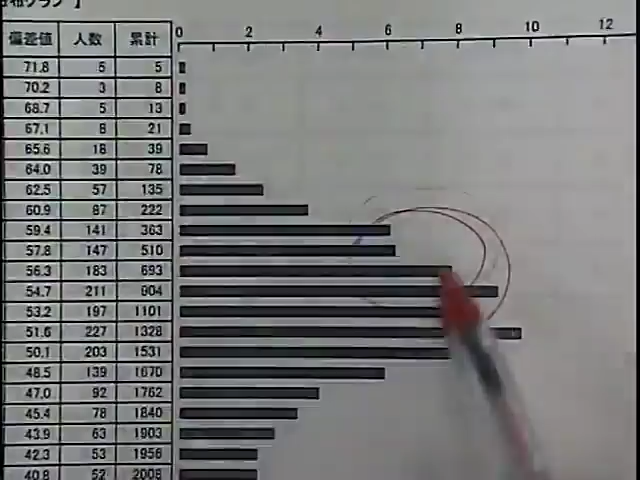 布グラフ 】
0 2 4 6 8 10 12
偏差値 人数 累計
71.8 5 5
70.2 3 8
68.7 5 13
67.1 8 21
65.6 18 39
64.0 39 78
62.5 57 135
60.9 87 222
59.4 141 363
57.8 147 510
56.3 183 693
54.7 211 904
53.2 197 1101
51.6 227 1328
50.1 203 1531
48.5 139 1670
47.0 92 1762
45.4 78 1840
43.9 63 1903
42.3 53 1956
40.8 52 2008